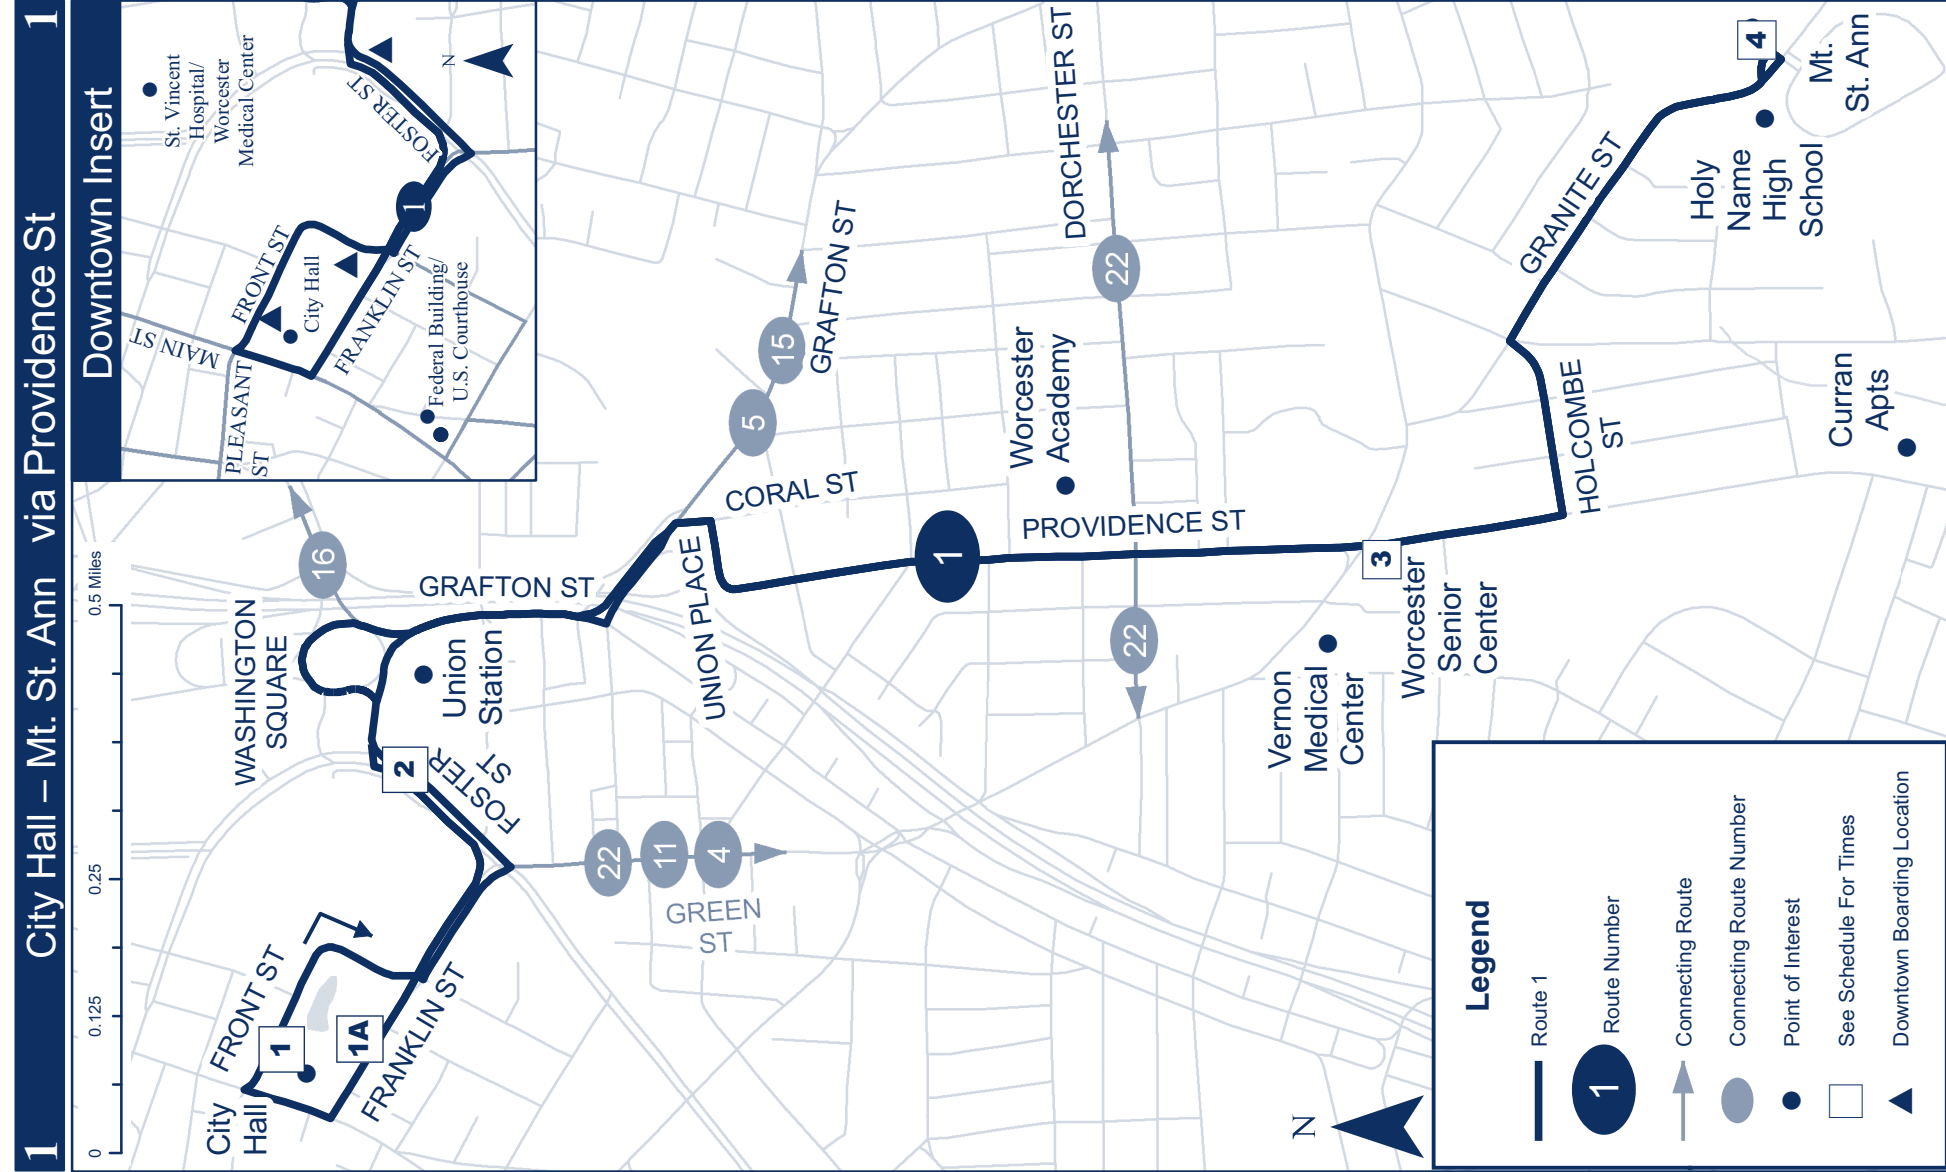 1 City Hall – Mt. St. Ann via Providence St 1
0 0.125 0.25 0.5 Miles
Downtown Insert
St. Vincent
Hospital/
Worcester
Medical Center
N
FOSTER ST
1
FRONT ST
City Hall
FRANKLIN ST
MAIN ST
PLEASANT
ST
Federal Building/
U.S. Courthouse
City
Hall
FRONT ST
1
1A
FRANKLIN ST
WASHINGTON
SQUARE
16
2
FOSTER
ST
Union
Station
GRAFTON ST
22
11
4
GREEN
ST
UNION PLACE
CORAL ST
5
15
GRAFTON ST
1
PROVIDENCE ST
Worcester
Academy
DORCHESTER ST
22
22
Vernon
Medical
Center
3
Worcester
Senior
Center
HOLCOMBE
ST
GRANITE ST
Holy
Name
High
School
4
Mt.
St. Ann
Curran
Apts
N
Legend
Route 1
1 Route Number
Connecting Route
Connecting Route Number
Point of Interest
See Schedule For Times
Downtown Boarding Location